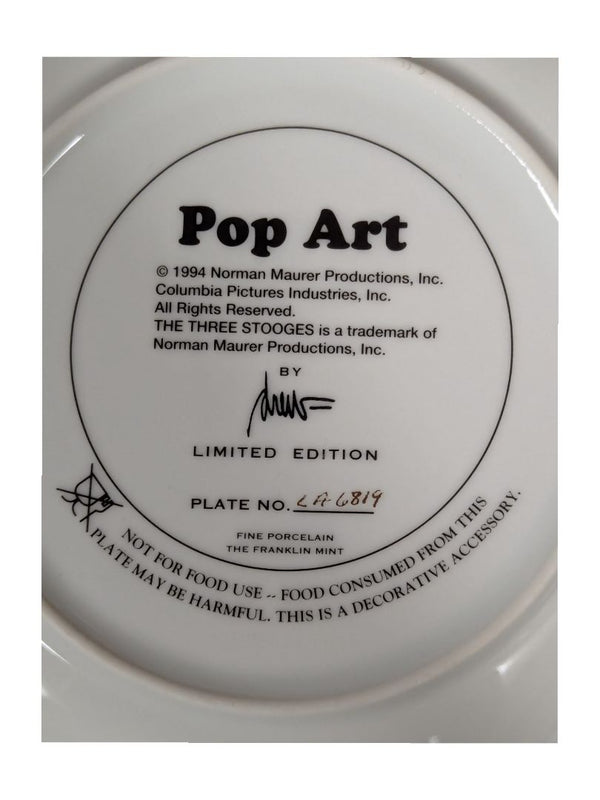 Pop Art
© 1994 Norman Maurer Productions, Inc.
Columbia Pictures Industries, Inc.
All Rights Reserved.
THE THREE STOOGES is a trademark of
Norman Maurer Productions, Inc.
BY
LIMITED EDITION
PLATE NO. LA6819
FINE PORCELAIN
THE FRANKLIN MINT
NOT FOR FOOD USE -- FOOD CONSUMED FROM THIS
PLATE MAY BE HARMFUL. THIS IS A DECORATIVE ACCESSORY.